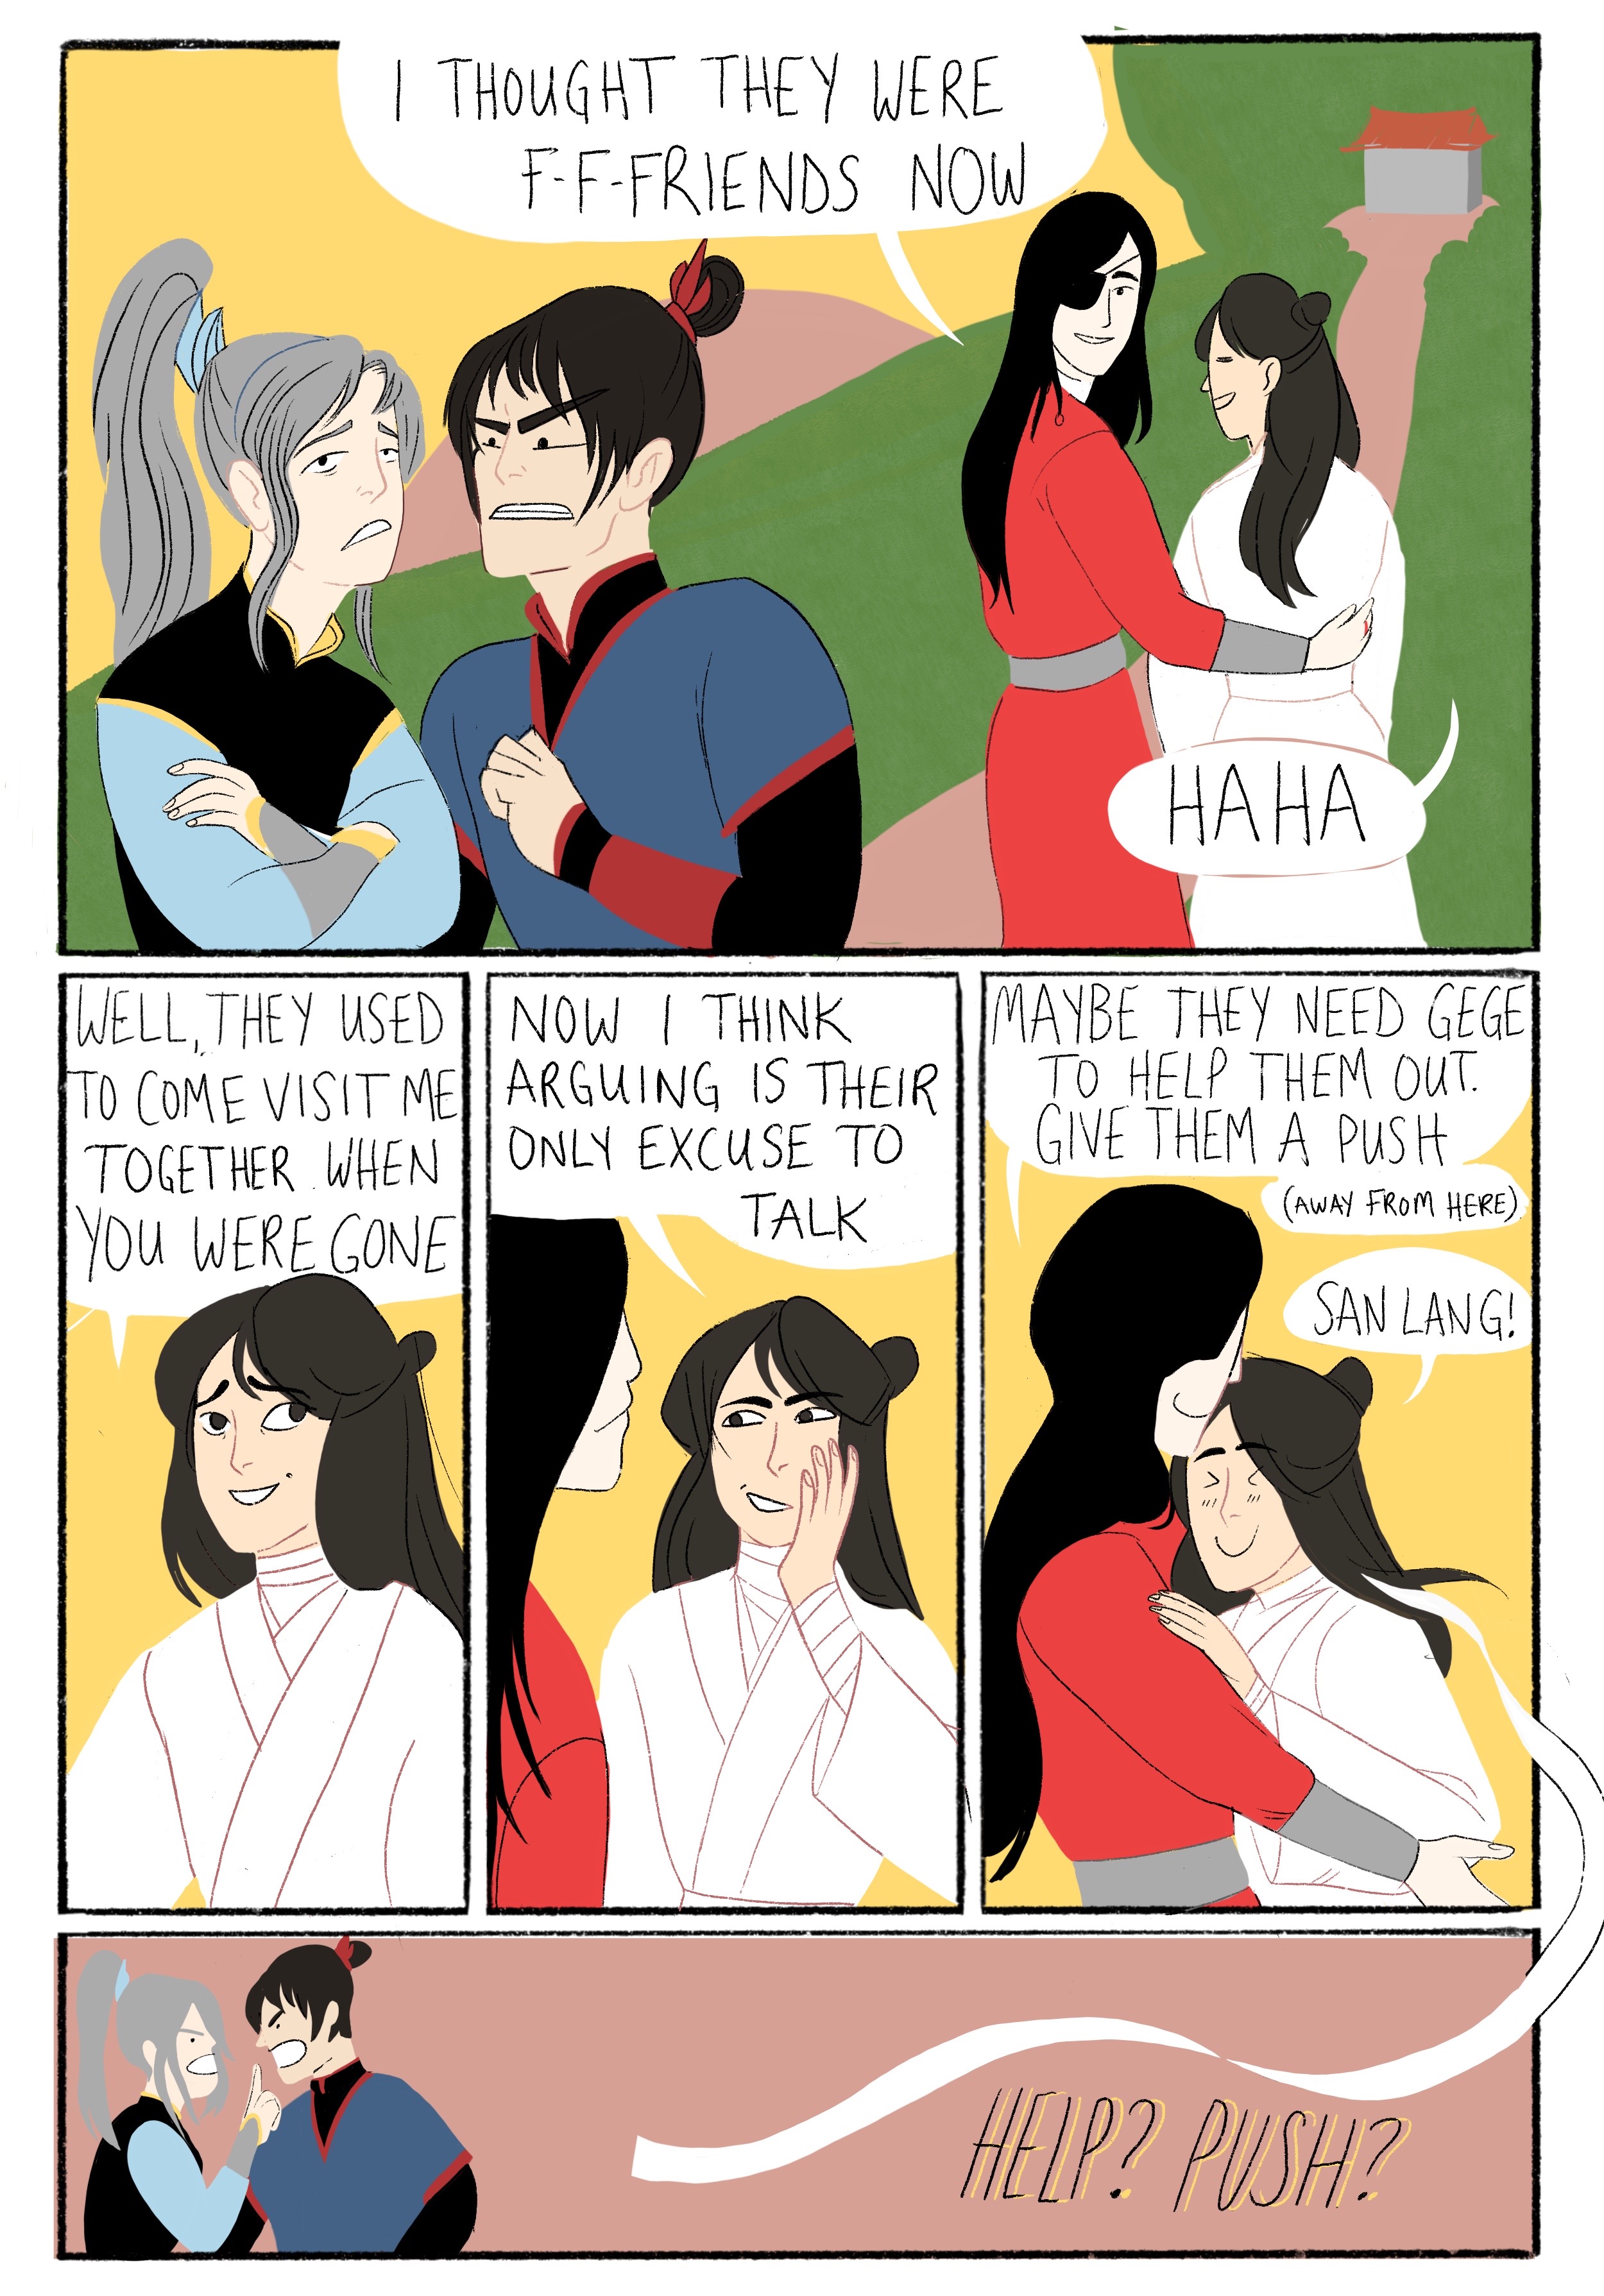 I THOUGHT THEY WERE
F-F-FRIENDS NOW
HAHA
WELL, THEY USED
TO COME VISIT ME
TOGETHER WHEN
YOU WERE GONE
NOW I THINK
ARGUING IS THEIR
ONLY EXCUSE TO
TALK
MAYBE THEY NEED GEGE
TO HELP THEM OUT.
GIVE THEM A PUSH
(AWAY FROM HERE)
SAN LANG!
HELP? PUSH?